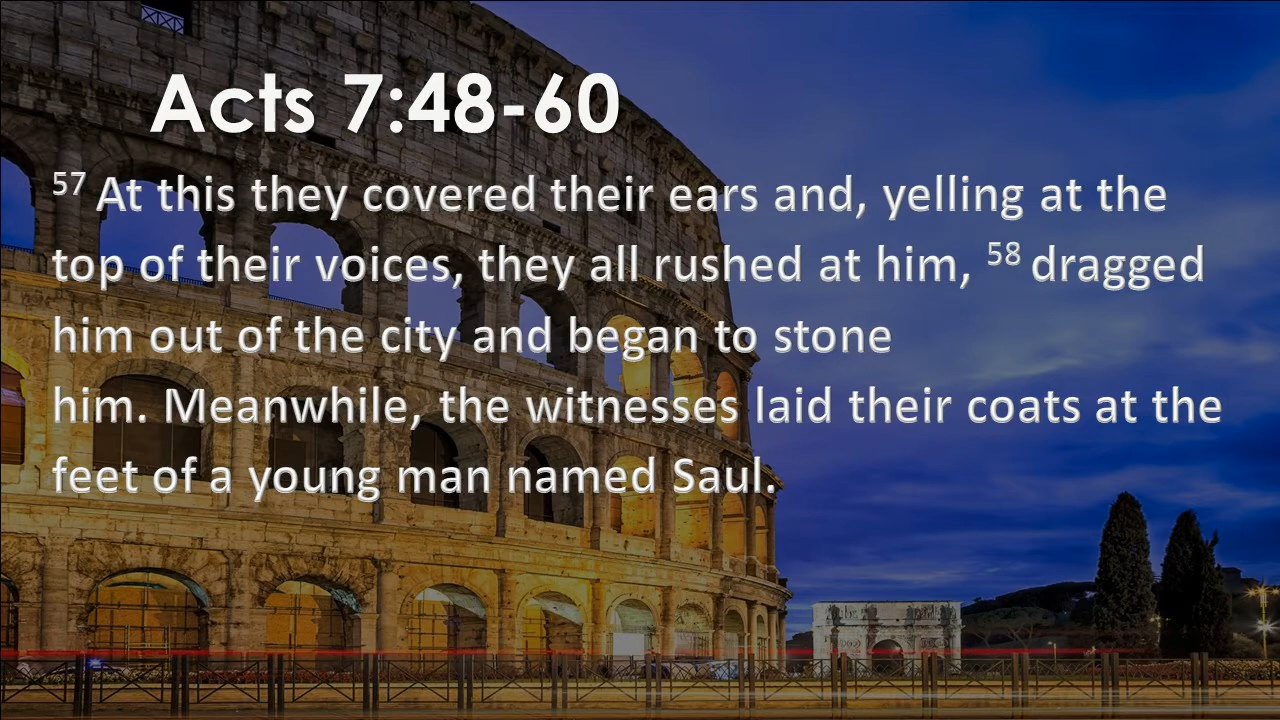 Acts 7:48-60
57 At this they covered their ears and, yelling at the
top of their voices, they all rushed at him, 58 dragged
him out of the city and began to stone
him. Meanwhile, the witnesses laid their coats at the
feet of a young man named Saul.